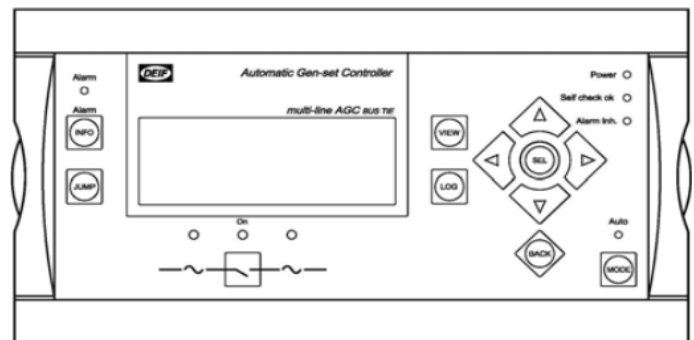 DEIF
Automatic Gen-set Controller
multi-line AGC BUS TIE
Alarm
Alarm
INFO
JUMP
VIEW
LOG
Power
Self check ok
Alarm Inh.
SEL
BACK
Auto
MODE
On